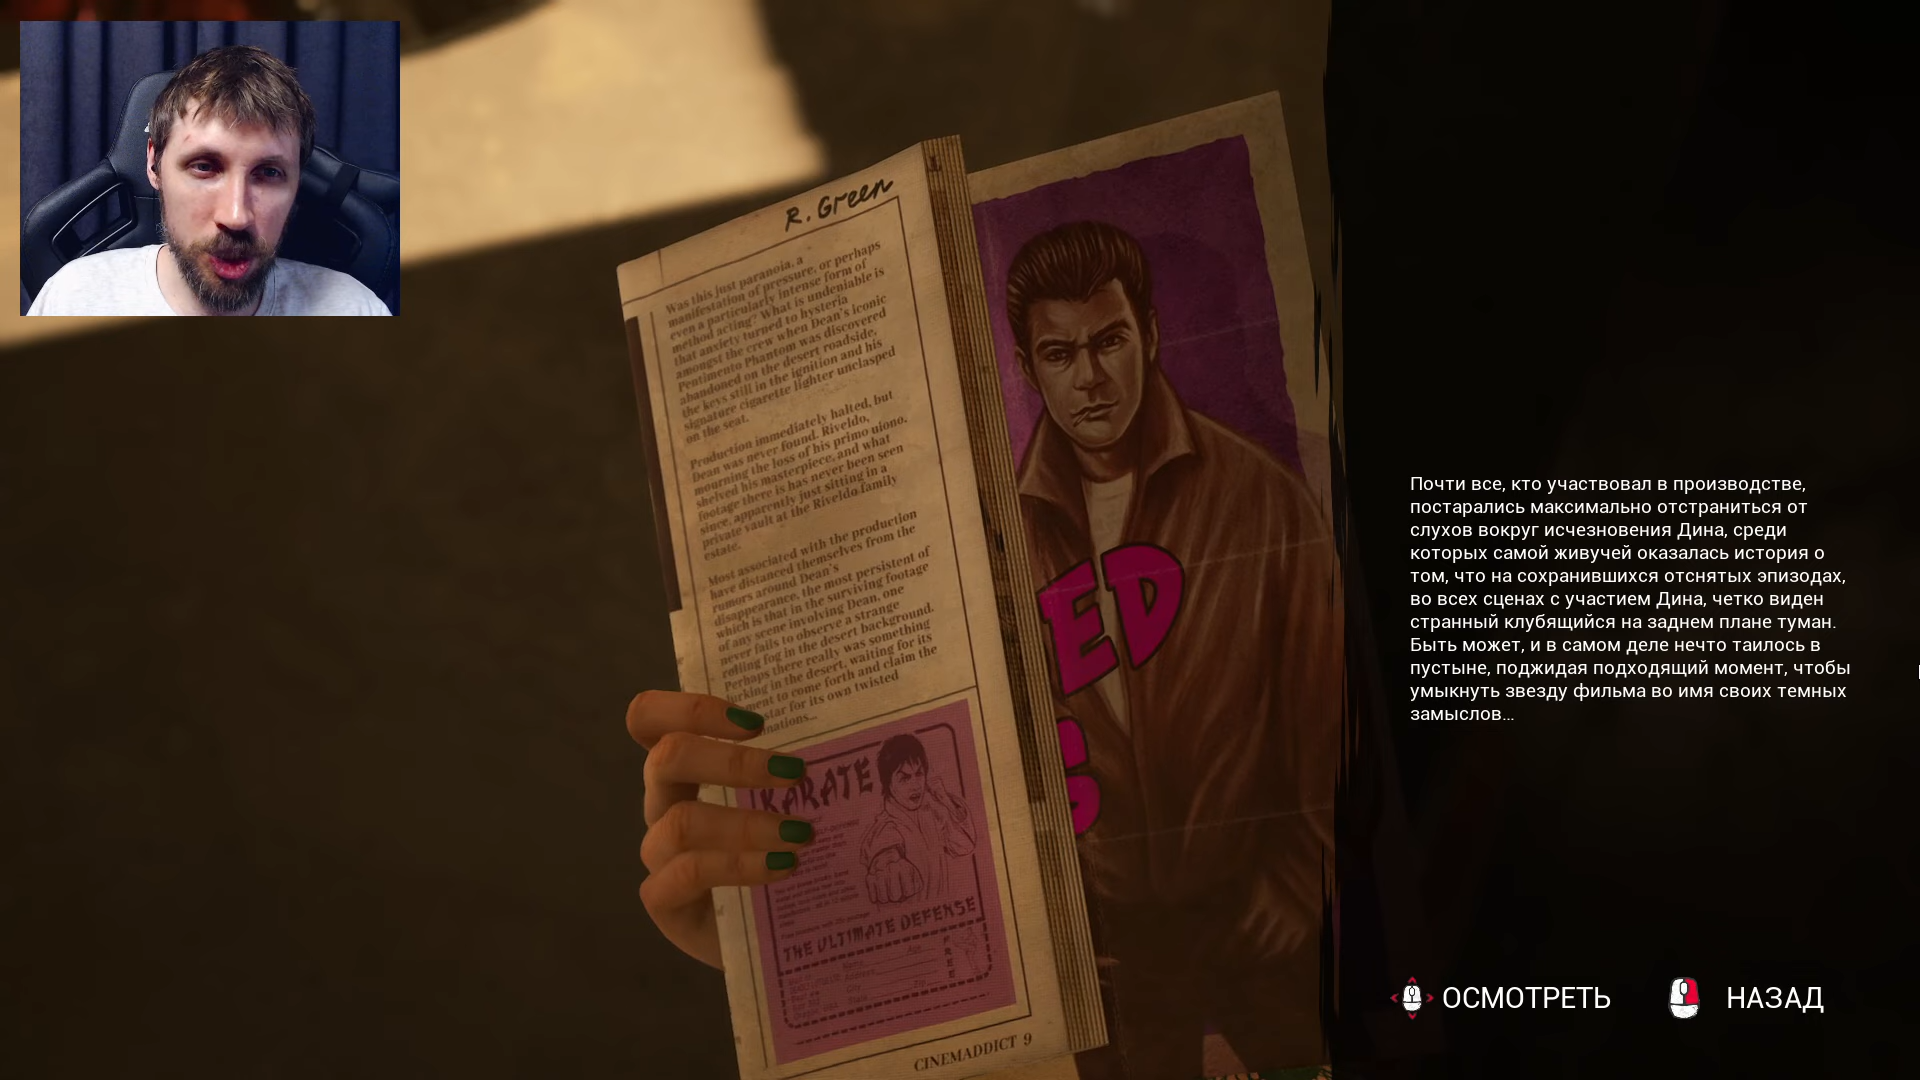 R. Green
Was this just paranoia, a
manifestation of pressure, or perhaps
even a particularly intense form of
method acting? What is undeniable is
that anxiety turned to hysteria
amongst the crew when Dean's iconic
Pentimento Phantom was discovered
abandoned on the desert roadside,
the keys still in the ignition and his
signature cigarette lighter unclasped
on the seat.
Production immediately halted, but
Dean was never found. Riveldo,
mourning the loss of his primo uiono,
shelved his masterpiece, and what
footage there is has never been seen
since, apparently just sitting in a
private vault at the Riveldo family
estate.
Most associated with the production
have distanced themselves from the
rumors around Dean's
disappearance, the most persistent of
which is that in the surviving footage
of any scene involving Dean, one
never fails to observe a strange
rolling fog in the desert background.
Perhaps there really was something
lurking in the desert, waiting for its
moment to come forth and claim the
star for its own twisted
KARATE
THE ULTIMATE DEFENSE
Name
Age
Address
City
State
Zip
FREE
CINEMADDICT 9
ED
S
Почти все, кто участвовал в производстве,
постарались максимально отстраниться от
слухов вокруг исчезновения Дина, среди
которых самой живучей оказалась история о
том, что на сохранившихся отснятых эпизодах,
во всех сценах с участием Дина, четко виден
странный клубящийся на заднем плане туман.
Быть может, и в самом деле нечто таилось в
пустыне, поджидая подходящий момент, чтобы
умыкнуть звезду фильма во имя своих темных
замыслов…
ОСМОТРЕТЬ
НАЗАД